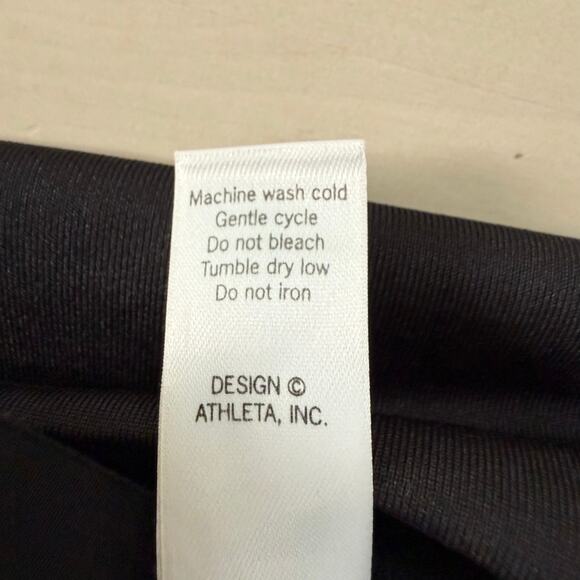 Machine wash cold
Gentle cycle
Do not bleach
Tumble dry low
Do not iron
DESIGN ©
ATHLETA, INC.